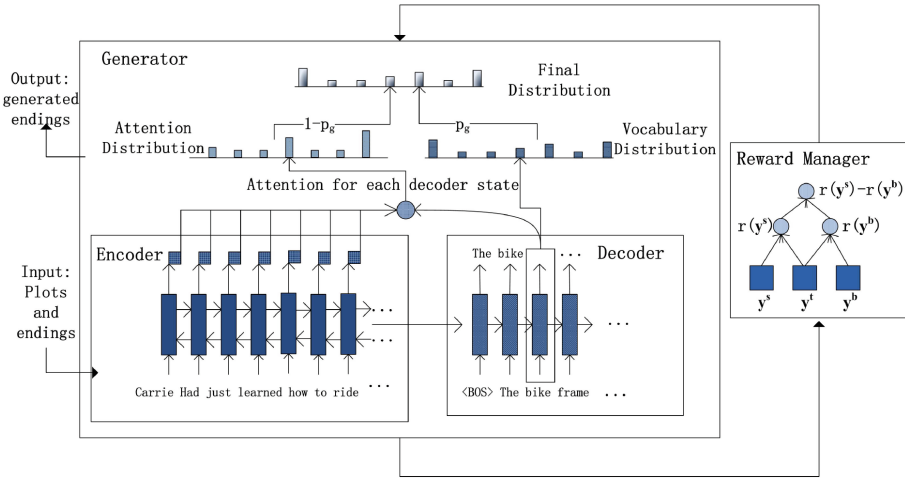 Generator
Output:
generated
endings
Final
Distribution
1-pg
pg
Attention
Distribution
Vocabulary
Distribution
Attention for each decoder state
Reward Manager
r(yˢ)-r(yᵇ)
r(yˢ)
r(yᵇ)
yˢ
yᵗ
yᵇ
Input:
Plots
and
endings
Encoder
...
...
Carrie Had just learned how to ride ...
Decoder
The bike ...
...
<BOS> The bike frame ...